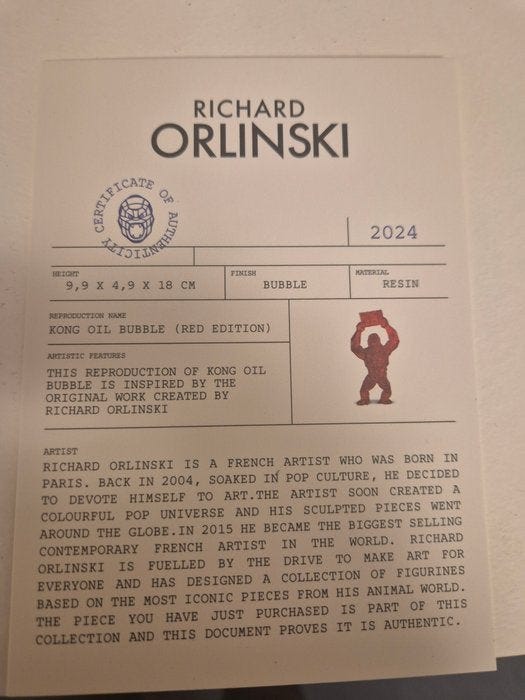 RICHARD
ORLINSKI
CERTIFICATE OF AUTHENTICITY
2024
HEIGHT
9,9 X 4,9 X 18 CM
FINISH
BUBBLE
MATERIAL
RESIN
REPRODUCTION NAME
KONG OIL BUBBLE (RED EDITION)
ARTISTIC FEATURES
THIS REPRODUCTION OF KONG OIL
BUBBLE IS INSPIRED BY THE
ORIGINAL WORK CREATED BY
RICHARD ORLINSKI
ARTIST
RICHARD ORLINSKI IS A FRENCH ARTIST WHO WAS BORN IN
PARIS. BACK IN 2004, SOAKED IN POP CULTURE, HE DECIDED
TO DEVOTE HIMSELF TO ART.THE ARTIST SOON CREATED A
COLOURFUL POP UNIVERSE AND HIS SCULPTED PIECES WENT
AROUND THE GLOBE.IN 2015 HE BECAME THE BIGGEST SELLING
CONTEMPORARY FRENCH ARTIST IN THE WORLD. RICHARD
ORLINSKI IS FUELLED BY THE DRIVE TO MAKE ART FOR
EVERYONE AND HAS DESIGNED A COLLECTION OF FIGURINES
BASED ON THE MOST ICONIC PIECES FROM HIS ANIMAL WORLD.
THE PIECE YOU HAVE JUST PURCHASED IS PART OF THIS
COLLECTION AND THIS DOCUMENT PROVES IT IS AUTHENTIC.